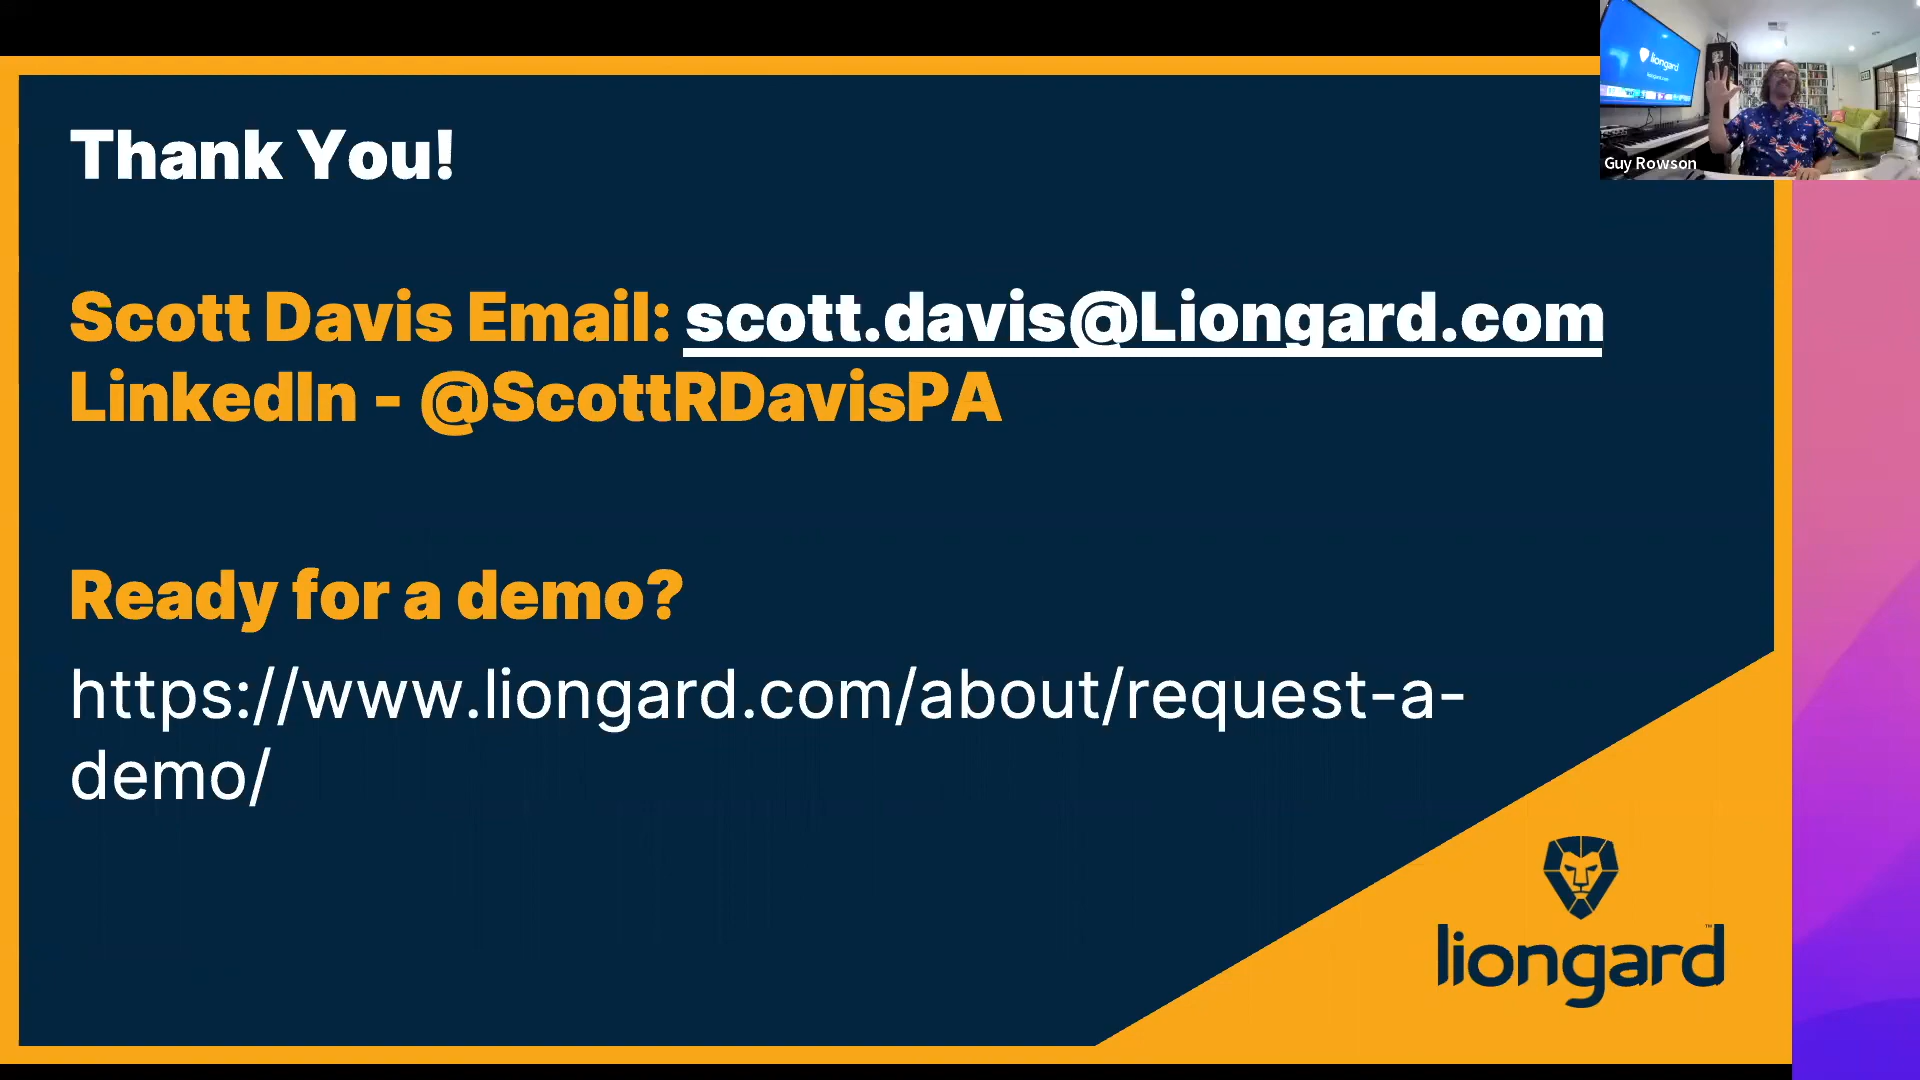 Thank You!
Scott Davis Email: scott.davis@Liongard.com
LinkedIn - @ScottRDavisPA
Ready for a demo?
https://www.liongard.com/about/request-a-
demo/
liongard™
liongard
Guy Rowson